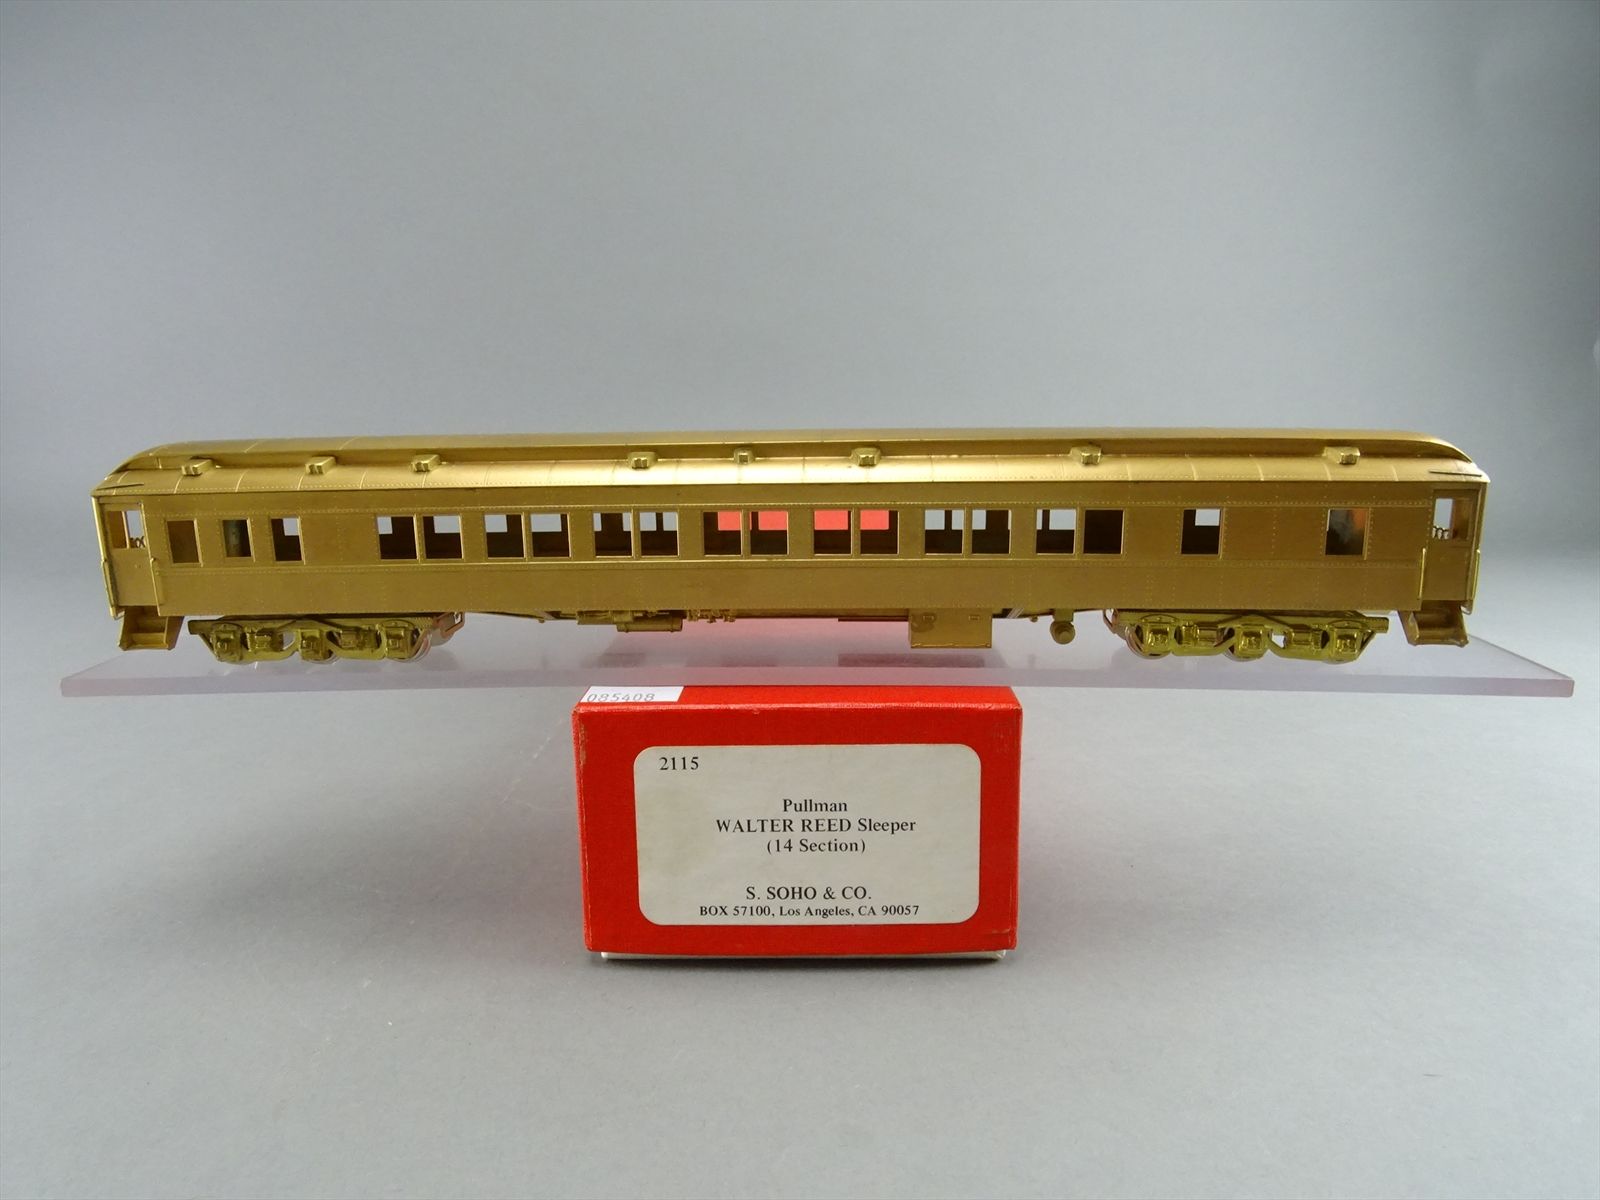 085408
2115
Pullman
WALTER REED Sleeper
(14 Section)
S. SOHO & CO.
BOX 57100, Los Angeles, CA 90057